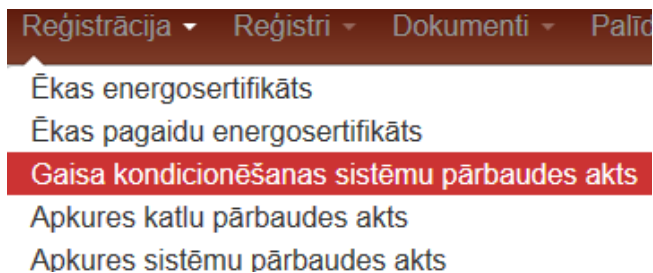 Reģistrācija Reģistri Dokumenti
Ēkas energosertifikāts
Ēkas pagaidu energosertifikāts
Gaisa kondicionēšanas sistēmu pārbaudes akts
Apkures katlu pārbaudes akts
Apkures sistēmu pārbaudes akts